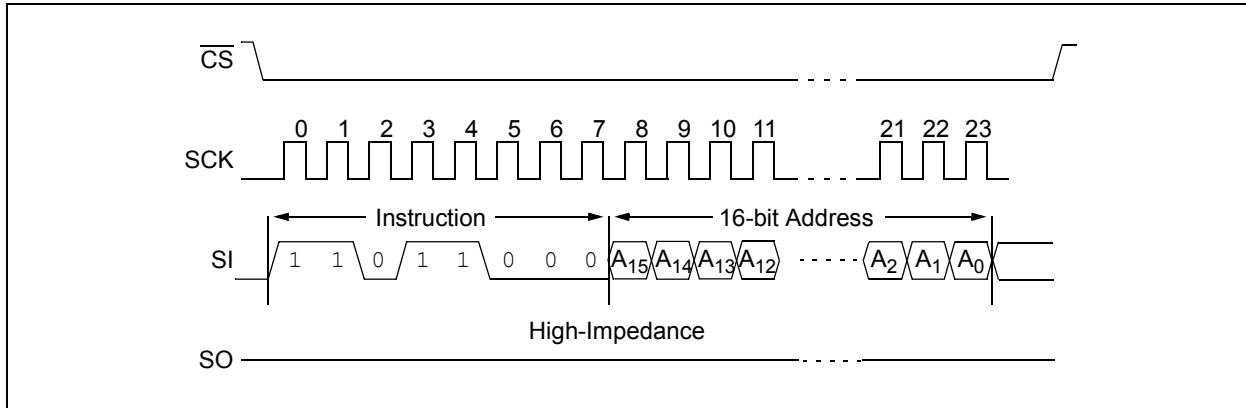 CS
0 1 2 3 4 5 6 7 8 9 10 11 21 22 23
SCK
Instruction 16-bit Address
SI 1 1 0 1 1 0 0 0 A15 A14 A13 A12 A2 A1 A0
High-Impedance
SO